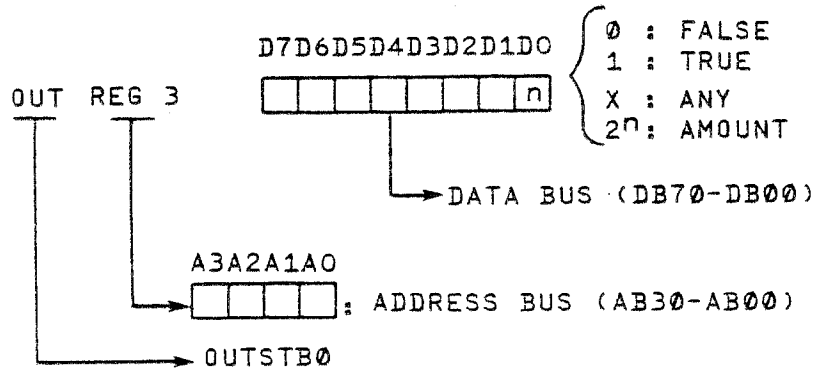 D7D6D5D4D3D2D1D0
n
Ø : FALSE
1 : TRUE
X : ANY
2ⁿ: AMOUNT
OUT REG 3
DATA BUS (DB7Ø-DBØØ)
A3A2A1A0
: ADDRESS BUS (AB3Ø-ABØØ)
OUTSTBØ